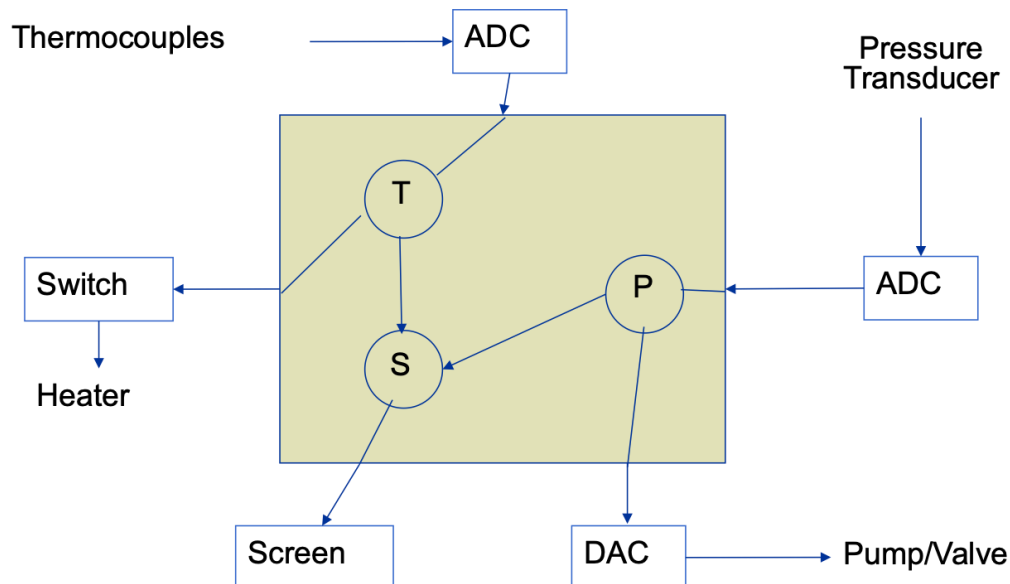 Thermocouples
ADC
Pressure
Transducer
T
Switch
P
ADC
S
Heater
Screen
DAC
Pump/Valve